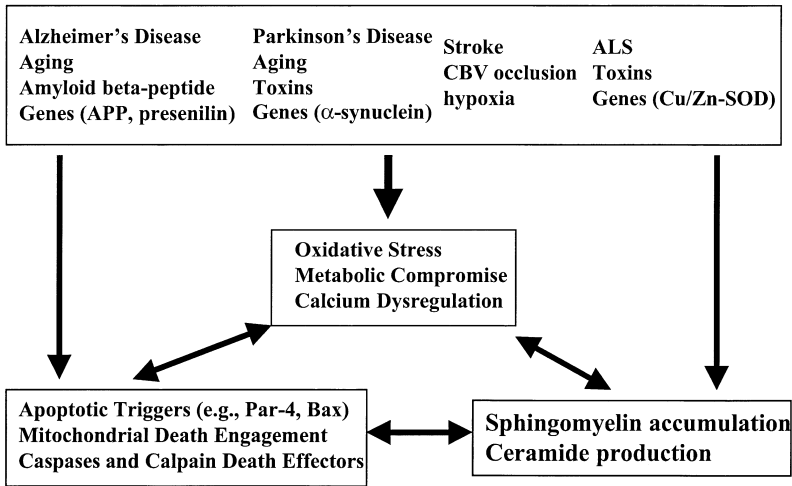 Alzheimer's Disease
Aging
Amyloid beta-peptide
Genes (APP, presenilin)
Parkinson's Disease
Aging
Toxins
Genes (α-synuclein)
Stroke
CBV occlusion
hypoxia
ALS
Toxins
Genes (Cu/Zn-SOD)
Oxidative Stress
Metabolic Compromise
Calcium Dysregulation
Apoptotic Triggers (e.g., Par-4, Bax)
Mitochondrial Death Engagement
Caspases and Calpain Death Effectors
Sphingomyelin accumulation
Ceramide production